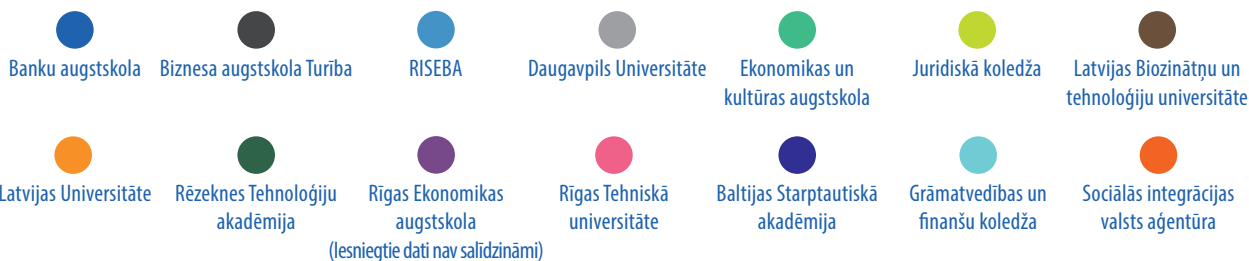 Banku augstskola
Biznesa augstskola Turība
RISEBA
Daugavpils Universitāte
Ekonomikas un
kultūras augstskola
Juridiskā koledža
Latvijas Biozinātņu un
tehnoloģiju universitāte
Latvijas Universitāte
Rēzeknes Tehnoloģiju
akadēmija
Rīgas Ekonomikas
augstskola
(Iesniegtie dati nav salīdzināmi)
Rīgas Tehniskā
universitāte
Baltijas Starptautiskā
akadēmija
Grāmatvedības un
finanšu koledža
Sociālās integrācijas
valsts aģentūra